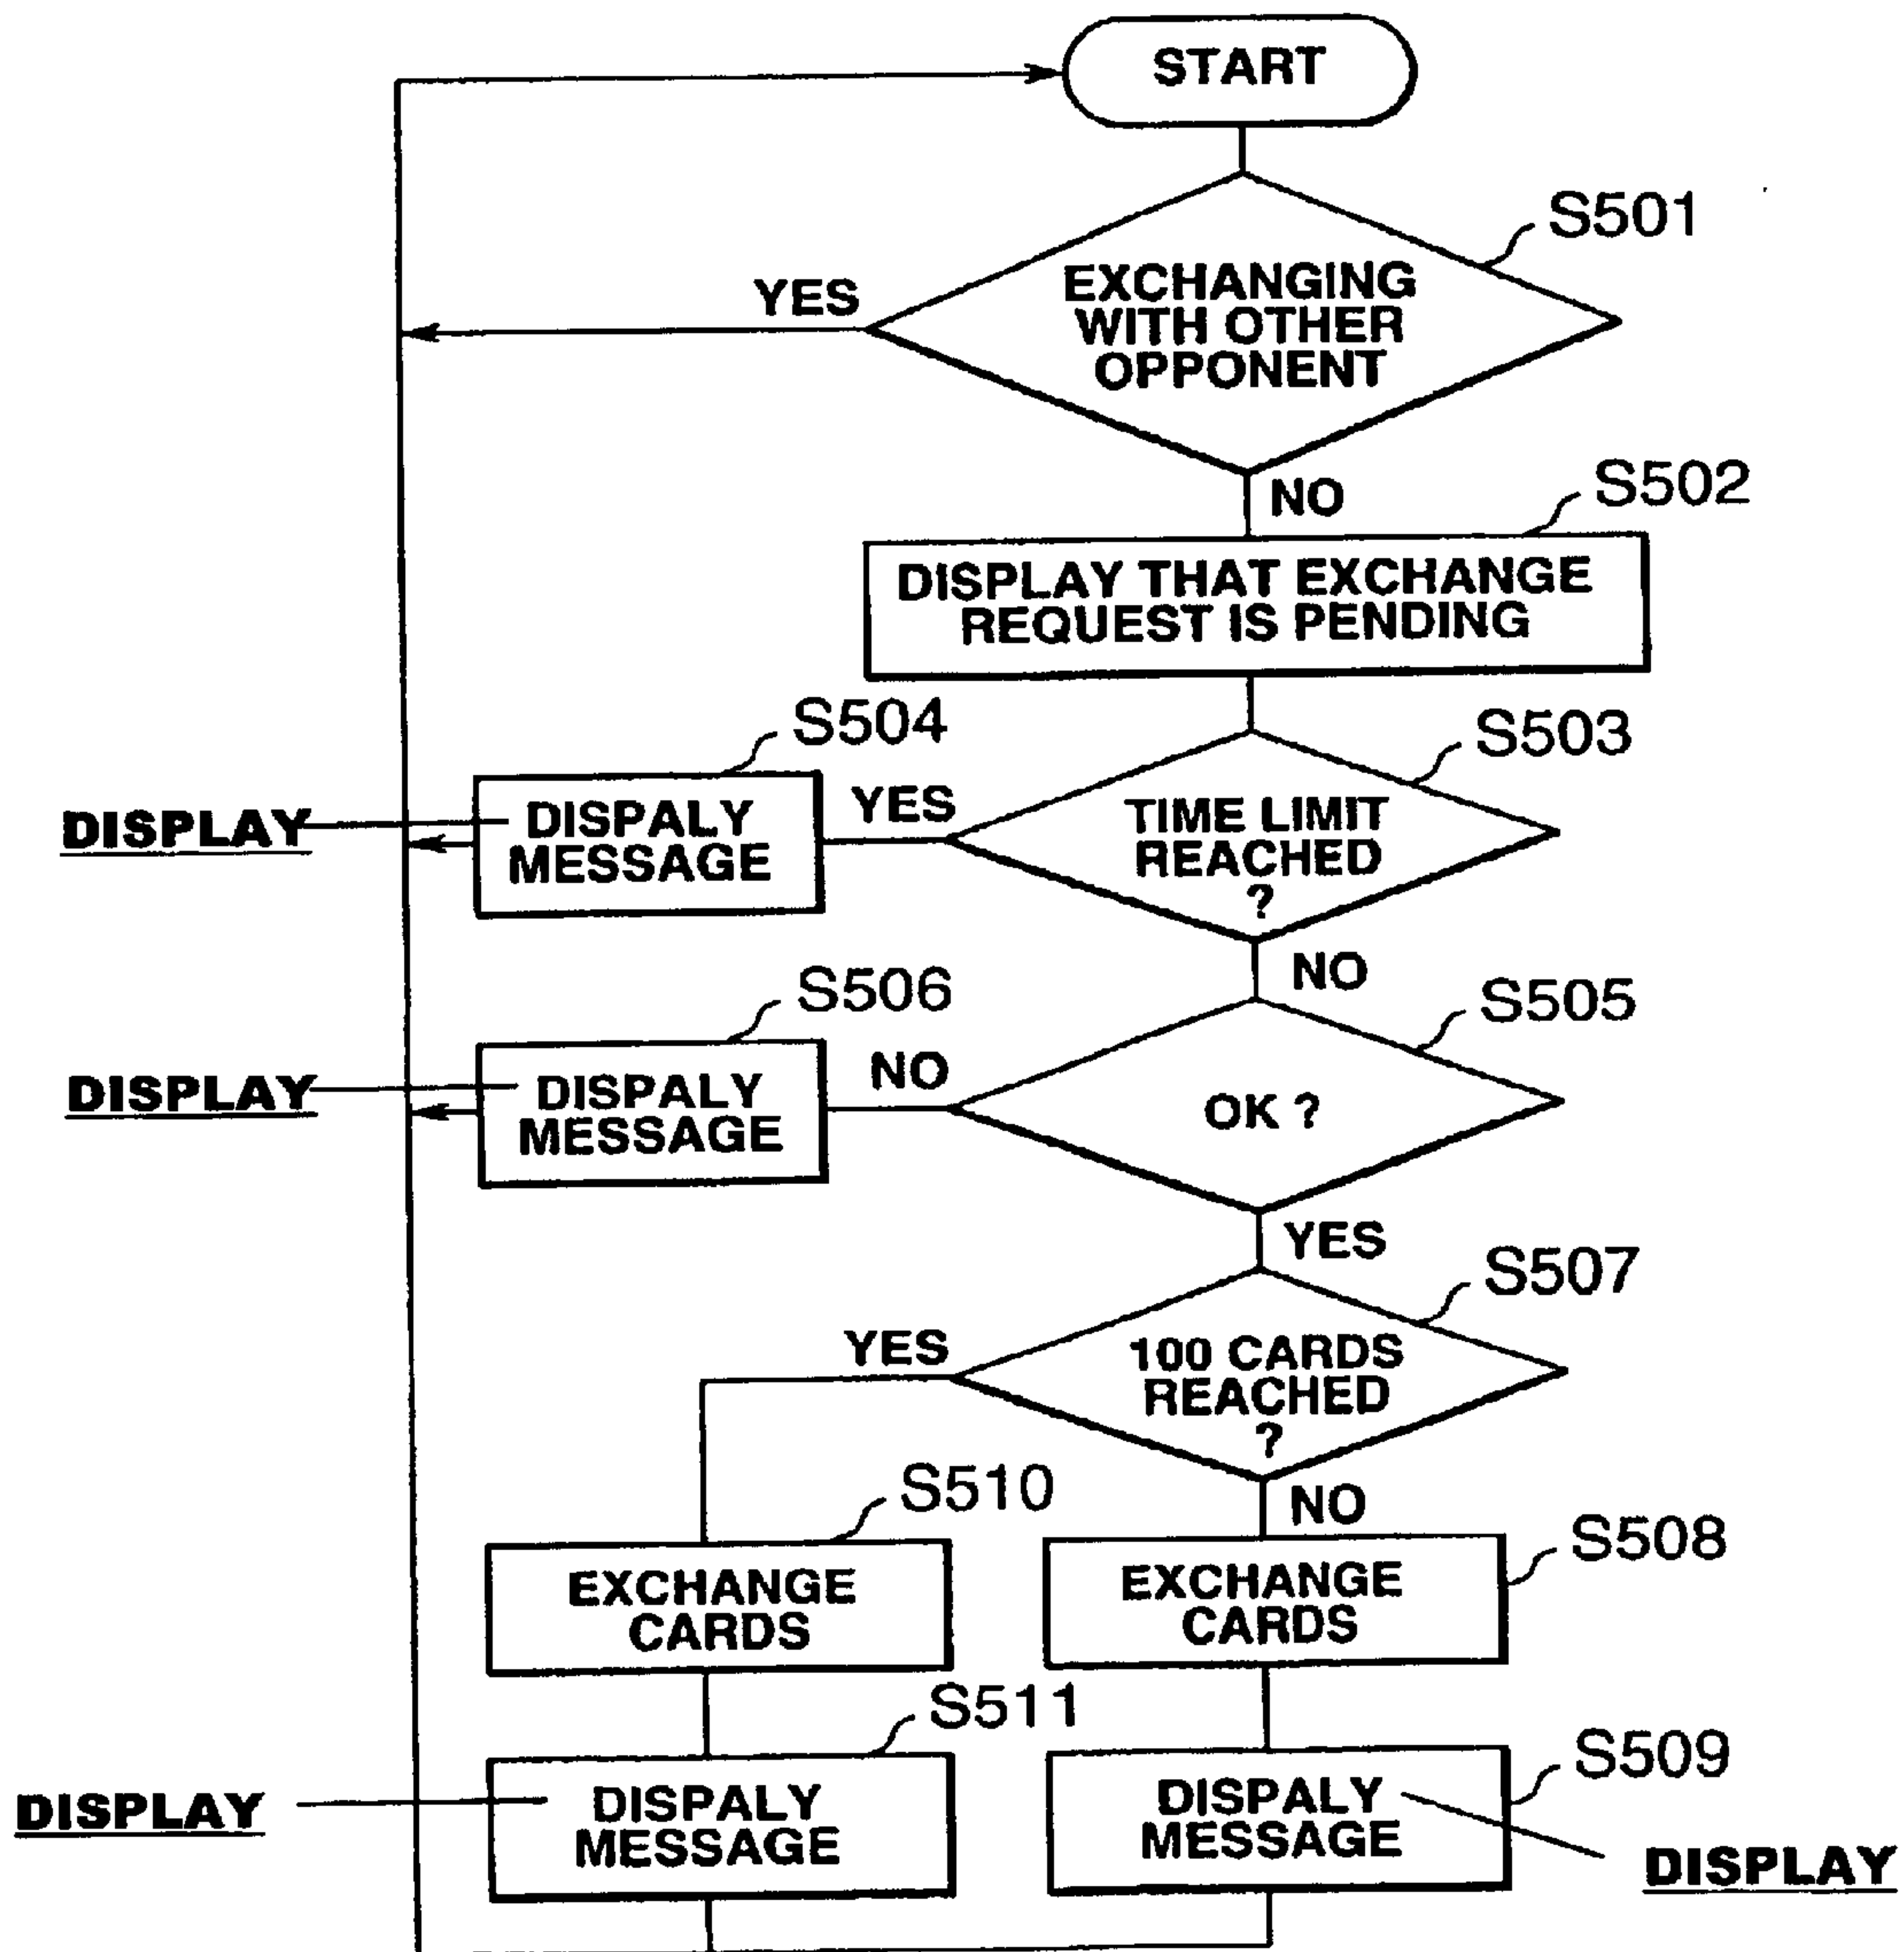 START
S501
YES
EXCHANGING
WITH OTHER
OPPONENT
NO
S502
DISPLAY THAT EXCHANGE
REQUEST IS PENDING
S504
S503
DISPLAY
DISPALY
MESSAGE
YES
TIME LIMIT
REACHED
?
NO
S506
S505
DISPLAY
DISPALY
MESSAGE
NO
OK ?
YES
S507
YES
100 CARDS
REACHED
?
NO
S510
S508
EXCHANGE
CARDS
EXCHANGE
CARDS
S511
S509
DISPLAY
DISPALY
MESSAGE
DISPALY
MESSAGE
DISPLAY